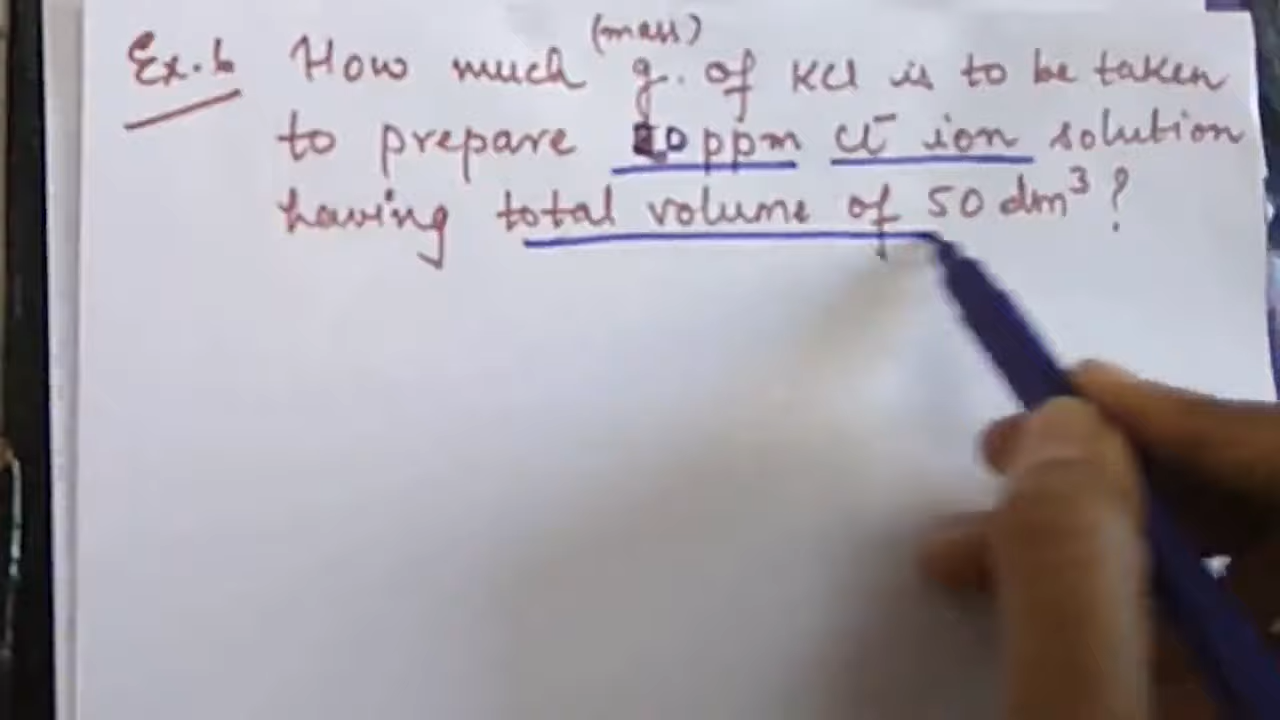 Ex.6 How much g. of KCl is to be taken
(mass)
to prepare ppm Cl⁻ ion solution
having total volume of 50 dm³ ?